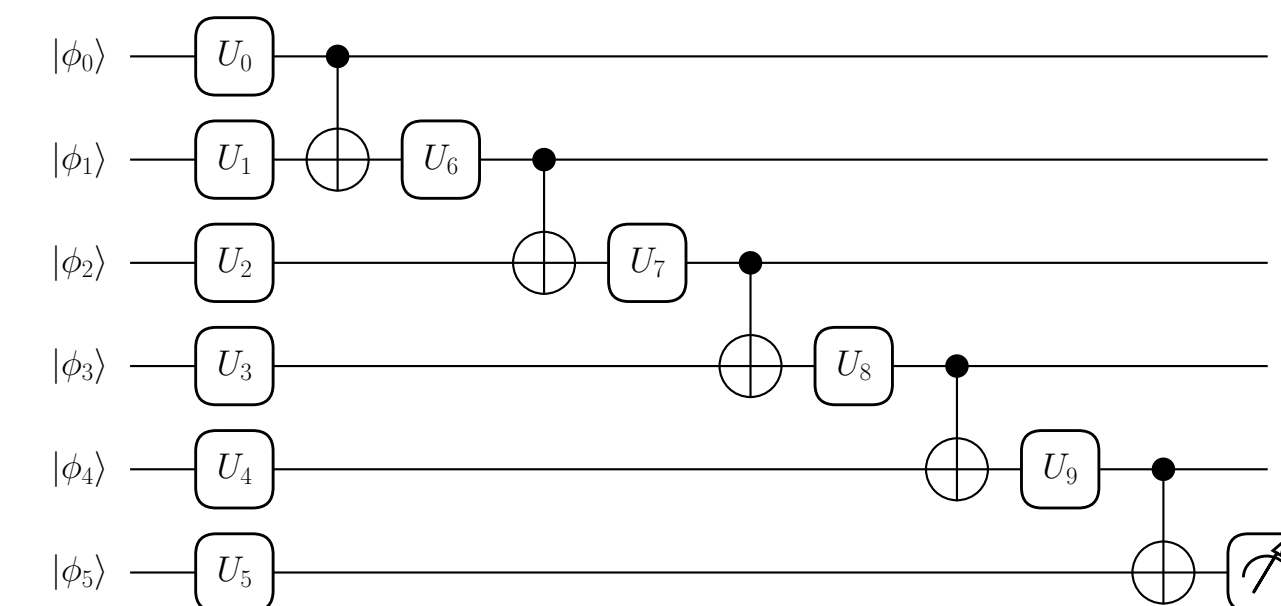 |ϕ₀⟩ U₀
|ϕ₁⟩ U₁ U₆
|ϕ₂⟩ U₂ U₇
|ϕ₃⟩ U₃ U₈
|ϕ₄⟩ U₄ U₉
|ϕ₅⟩ U₅